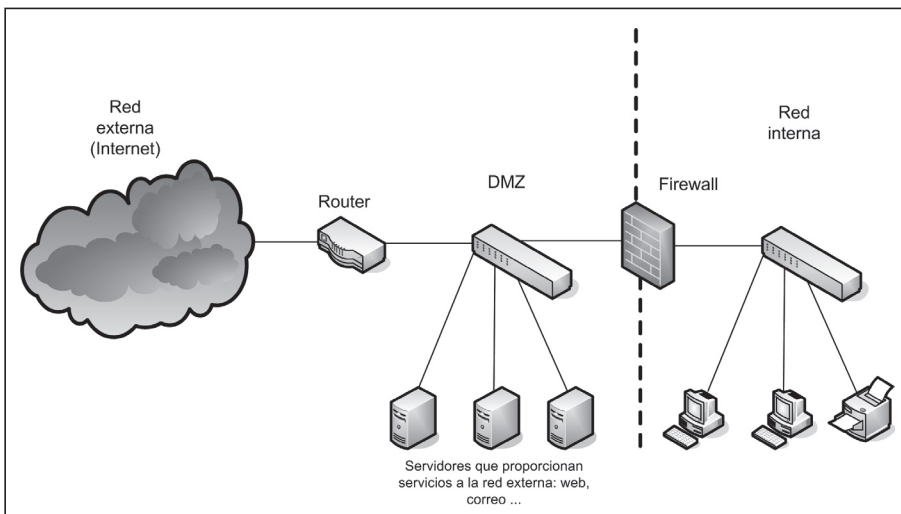 Red
externa
(Internet)
Router
DMZ
Firewall
Red
interna
Servidores que proporcionan
servicios a la red externa: web,
correo ...